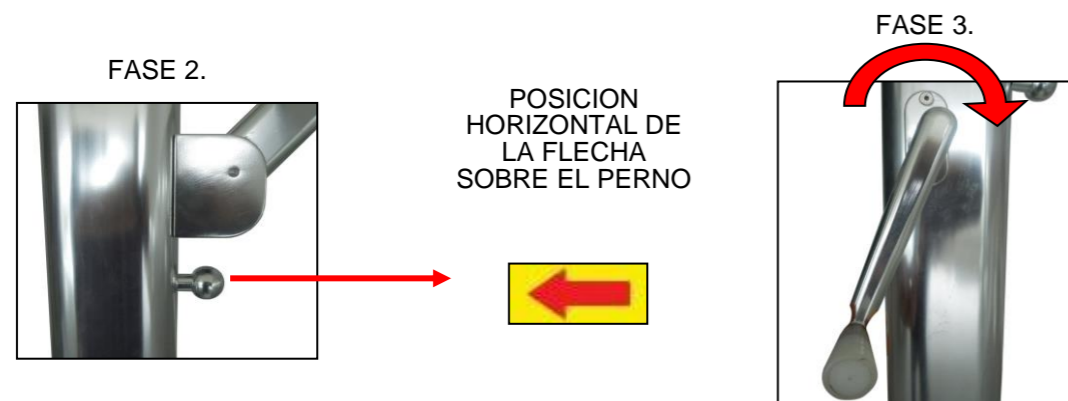 FASE 2.
POSICION
HORIZONTAL DE
LA FLECHA
SOBRE EL PERNO
FASE 3.